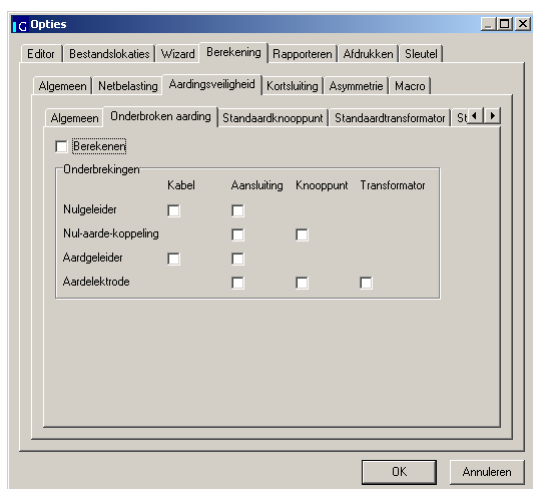 G Opties
Editor Bestandslokaties Wizard Berekening Rapporteren Afdrukken Sleutel
Algemeen Netbelasting Aardingsveiligheid Kortsluiting Asymmetrie Macro
Algemeen Onderbroken aarding Standaardknooppunt Standaardtransformator
Berekenen
Onderbrekingen
Kabel Aansluiting Knooppunt Transformator
Nulgeleider
Nul-aarde-koppeling
Aardgeleider
Aardelektrode
OK Annuleren